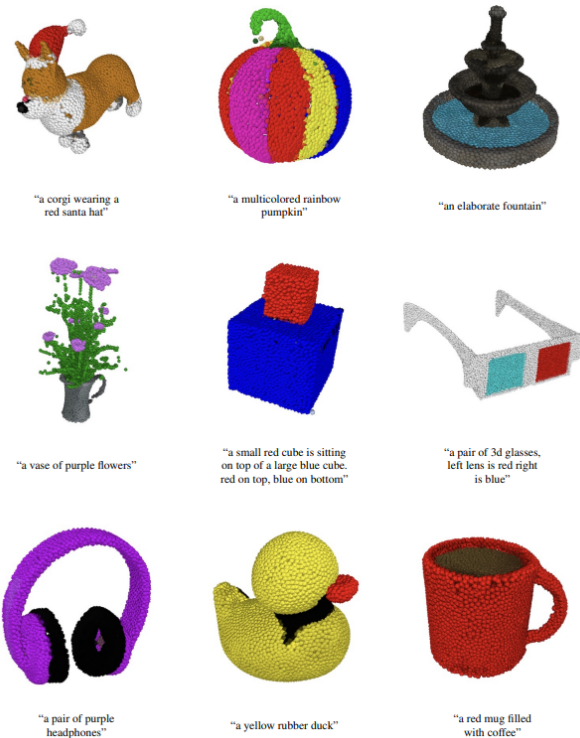 “a corgi wearing a
red santa hat”
“a multicolored rainbow
pumpkin”
“an elaborate fountain”
“a vase of purple flowers”
“a small red cube is sitting
on top of a large blue cube.
red on top, blue on bottom”
“a pair of 3d glasses,
left lens is red right
is blue”
“a pair of purple
headphones”
“a yellow rubber duck”
“a red mug filled
with coffee”